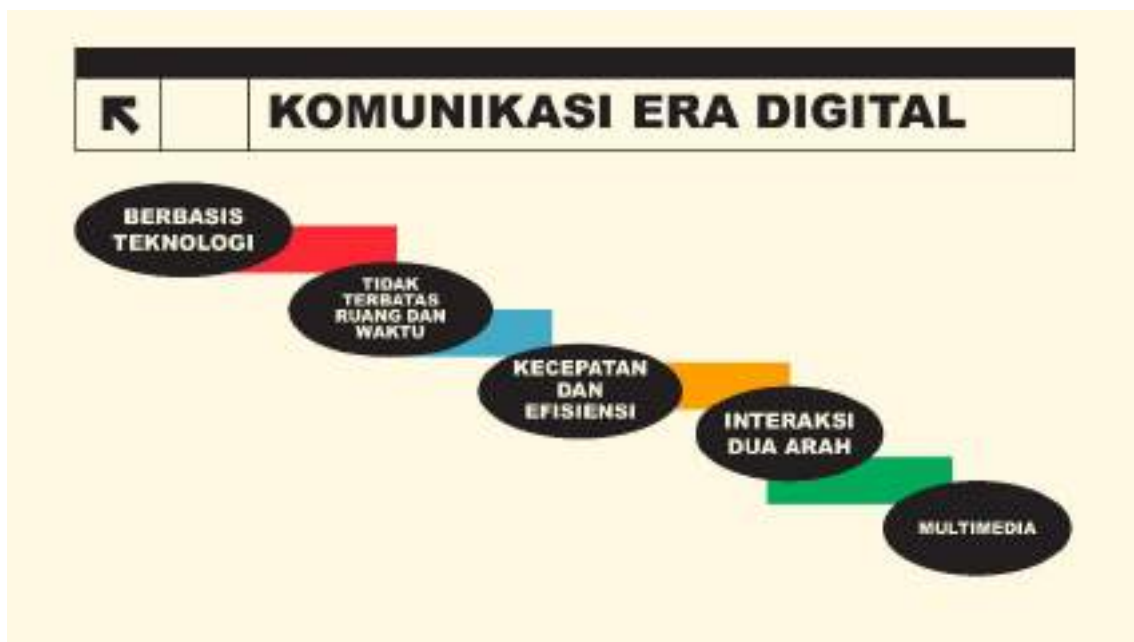 KOMUNIKASI ERA DIGITAL
BERBASIS
TEKNOLOGI
TIDAK
TERBATAS
RUANG DAN
WAKTU
KECEPATAN
DAN
EFISIENSI
INTERAKSI
DUA ARAH
MULTIMEDIA